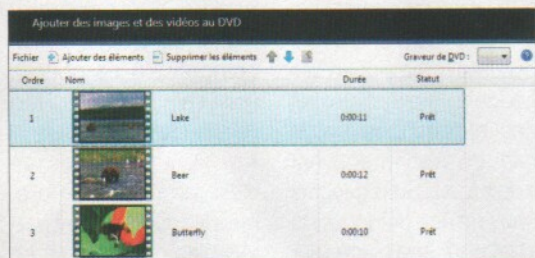 Ajouter des images et des vidéos au DVD
Fichier Ajouter des éléments Supprimer les éléments Graveur de DVD :
Ordre Nom Durée Statut
1 Lake 0:00:11 Prêt
2 Bear 0:00:12 Prêt
3 Butterfly 0:00:10 Prêt